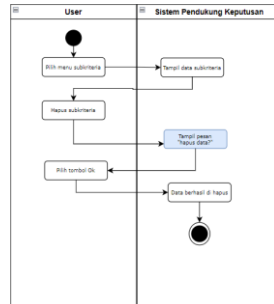 User
Sistem Pendukung Keputusan
Pilih menu subkriteria
Tampil data subkriteria
Hapus subkriteria
Tampil pesan
"hapus data?"
Pilih tombol Ok
Data berhasil di hapus